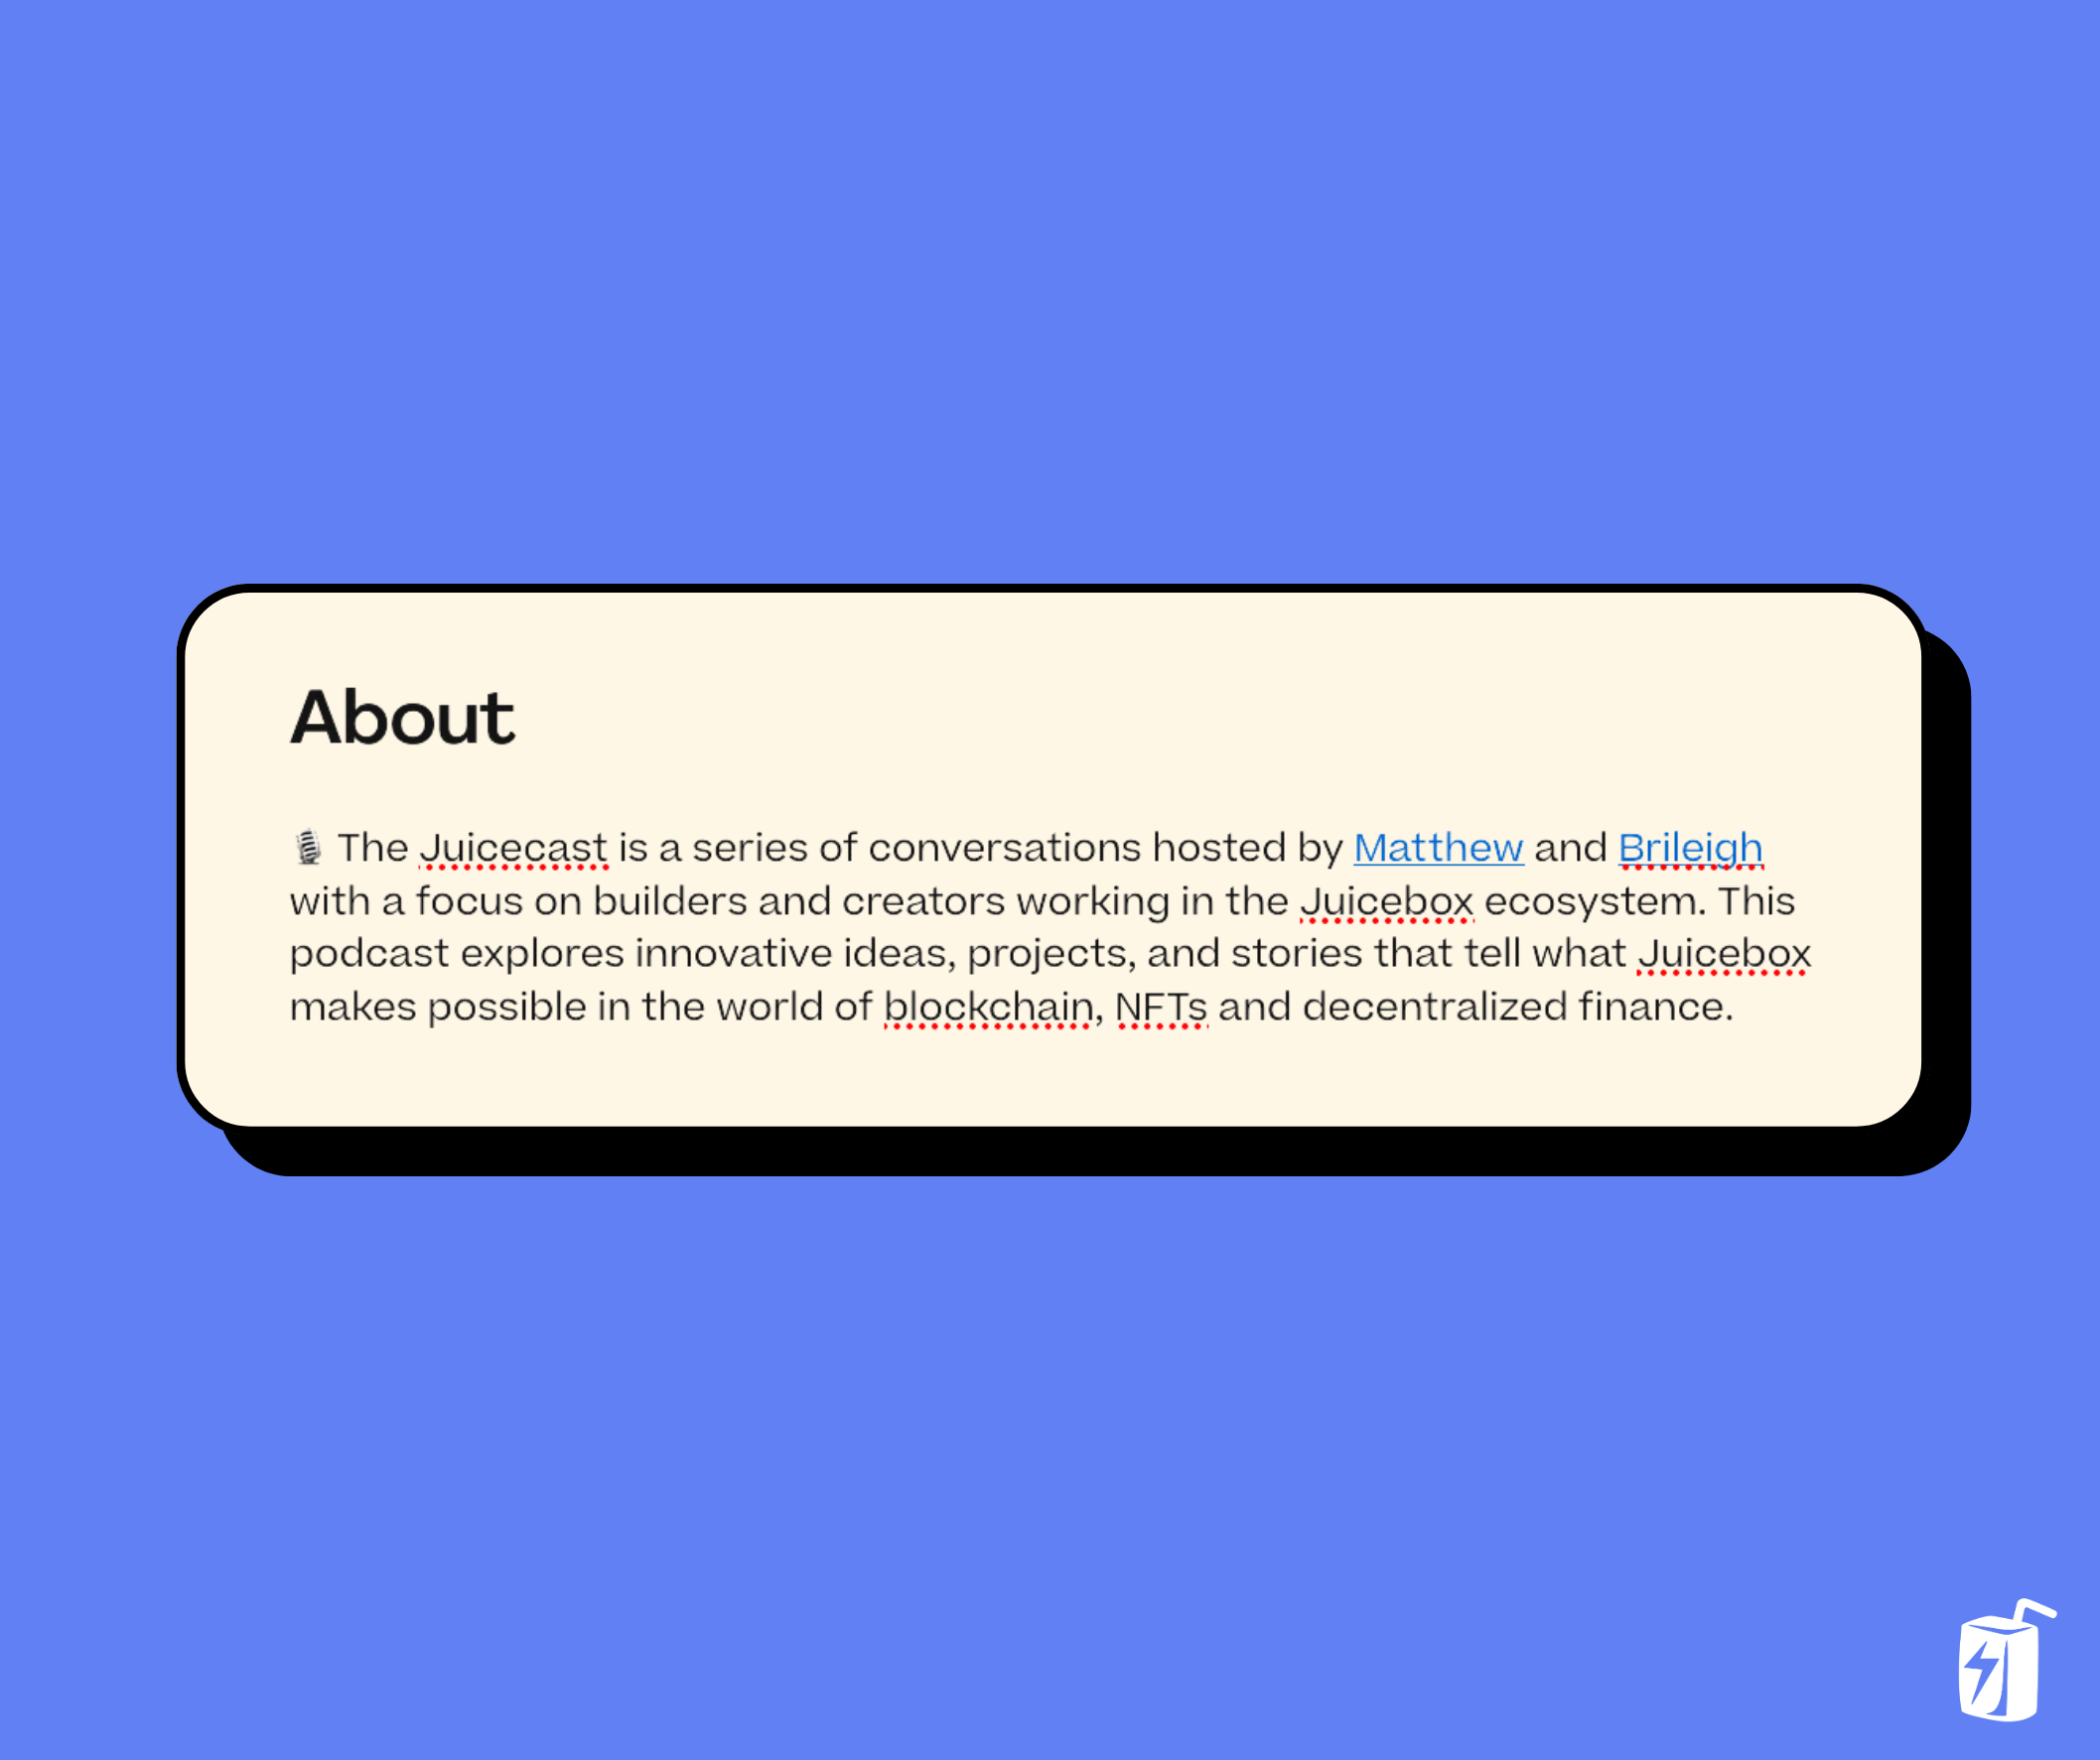 About
🎙 The Juicecast is a series of conversations hosted by Matthew and Brileigh
with a focus on builders and creators working in the Juicebox ecosystem. This
podcast explores innovative ideas, projects, and stories that tell what Juicebox
makes possible in the world of blockchain, NFTs and decentralized finance.